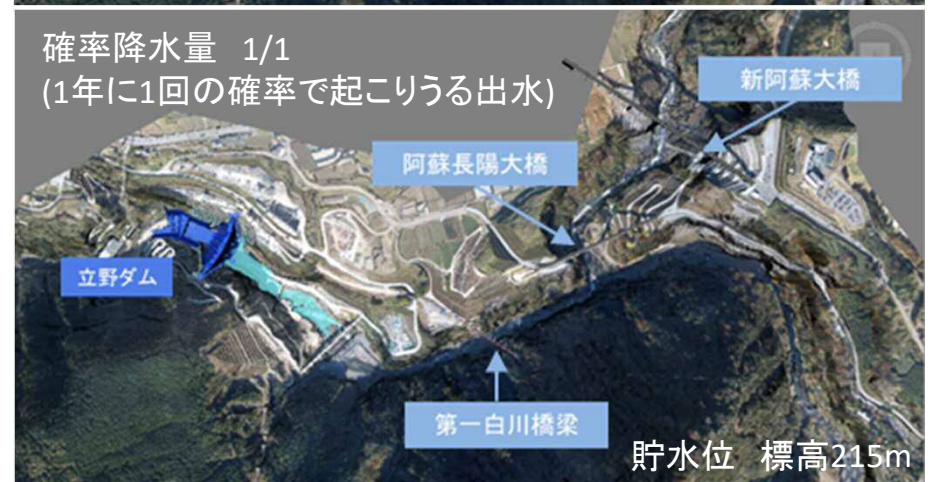 確率降水量 1/1
(1年に1回の確率で起こりうる出水)
新阿蘇大橋
阿蘇長陽大橋
立野ダム
第一白川橋梁
貯水位 標高215m